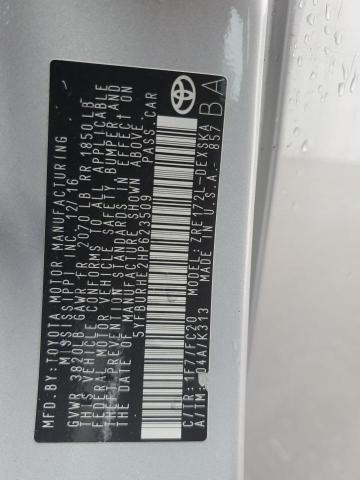 MFD. BY: TOYOTA MOTOR MANUFACTURING
MISSISSIPPI INC. 12/16
GVWR 3820LB GAWR FR 2071LB RR 1850LB
THIS VEHICLE CONFORMS TO ALL APPLICABLE
FEDERAL MOTOR VEHICLE SAFETY BUMPER AND
THEFT PREVENTION STANDARDS IN EFFECT ON
THE DATE OF MANUFACTURE SHOWN ABOVE.
5YFBURHE2HP623509 PASS. CAR
C/TR: 1F7/FC20 MODEL: ZRE172L-DEXSKA
A/TM: -04A/K313 MADE IN U.S.A. 857
BA